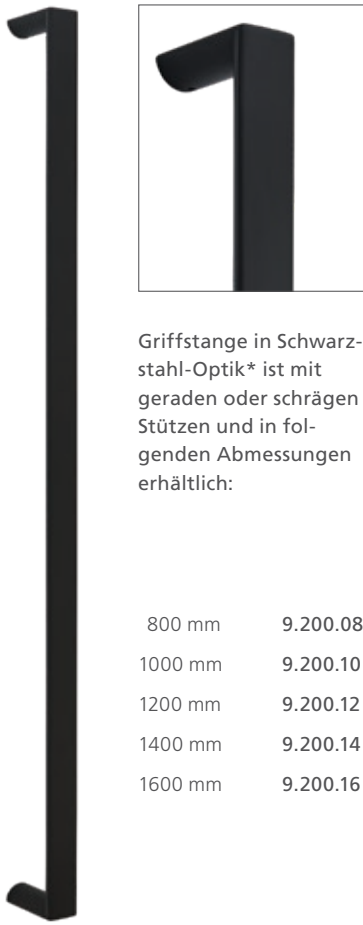 Griffstange in Schwarz-
stahl-Optik* ist mit
geraden oder schrägen
Stützen und in fol-
genden Abmessungen
erhältlich:
800 mm 9.200.08
1000 mm 9.200.10
1200 mm 9.200.12
1400 mm 9.200.14
1600 mm 9.200.16